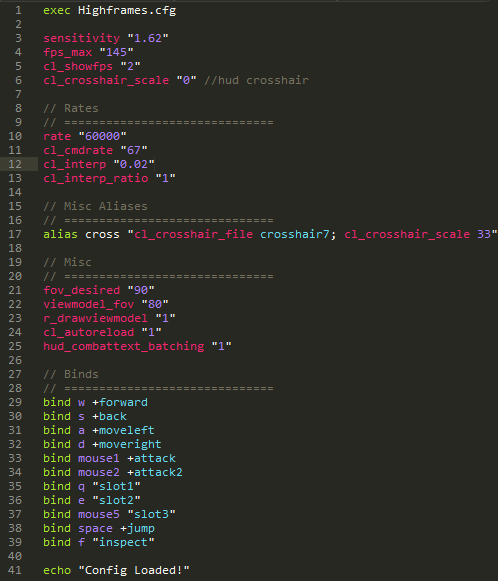 1 exec Highframes.cfg
2
3 sensitivity "1.62"
4 fps_max "145"
5 cl_showfps "2"
6 cl_crosshair_scale "0" //hud crosshair
7
8 // Rates
9 // ==============================
10 rate "60000"
11 cl_cmdrate "67"
12 cl_interp "0.02"
13 cl_interp_ratio "1"
14
15 // Misc Aliases
16 // ==============================
17 alias cross "cl_crosshair_file crosshair7; cl_crosshair_scale 33"
18
19 // Misc
20 // ==============================
21 fov_desired "90"
22 viewmodel_fov "80"
23 r_drawviewmodel "1"
24 cl_autoreload "1"
25 hud_combattext_batching "1"
26
27 // Binds
28 // ==============================
29 bind w +forward
30 bind s +back
31 bind a +moveleft
32 bind d +moveright
33 bind mouse1 +attack
34 bind mouse2 +attack2
35 bind q "slot1"
36 bind e "slot2"
37 bind mouse5 "slot3"
38 bind space +jump
39 bind f "inspect"
40
41 echo "Config Loaded!"